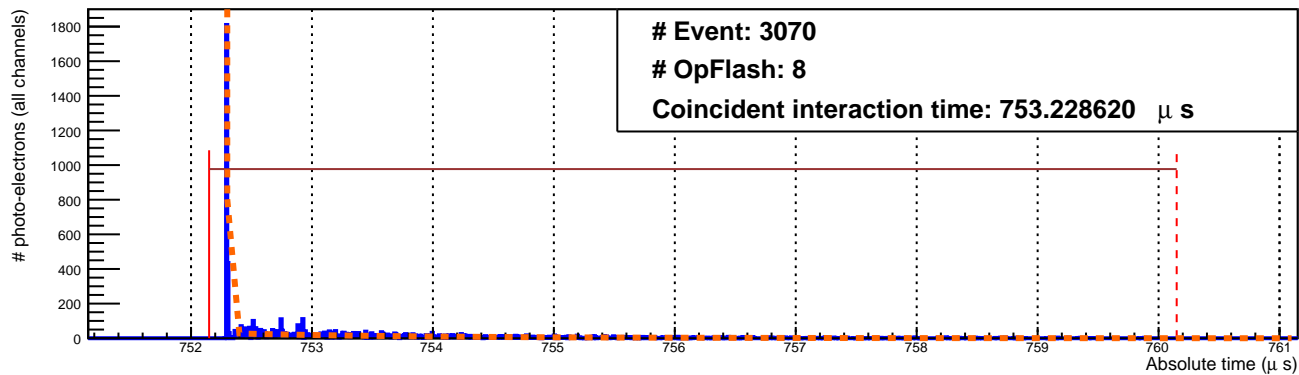 # Event: 3070
# OpFlash: 8
Coincident interaction time: 753.228620 μ s
# photo-electrons (all channels)
1800
1600
1400
1200
1000
800
600
400
200
0
752 753 754 755 756 757 758 759 760 761
Absolute time (μ s)